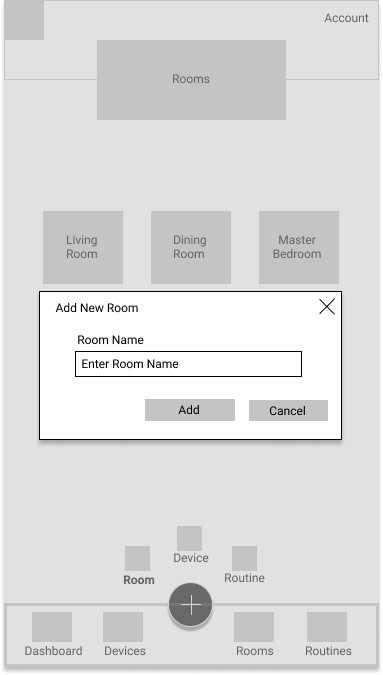 Account
Rooms
Living
Room
Dining
Room
Master
Bedroom
Add New Room
Room Name
Enter Room Name
Add
Cancel
Device
Room
Routine
Dashboard
Devices
Rooms
Routines